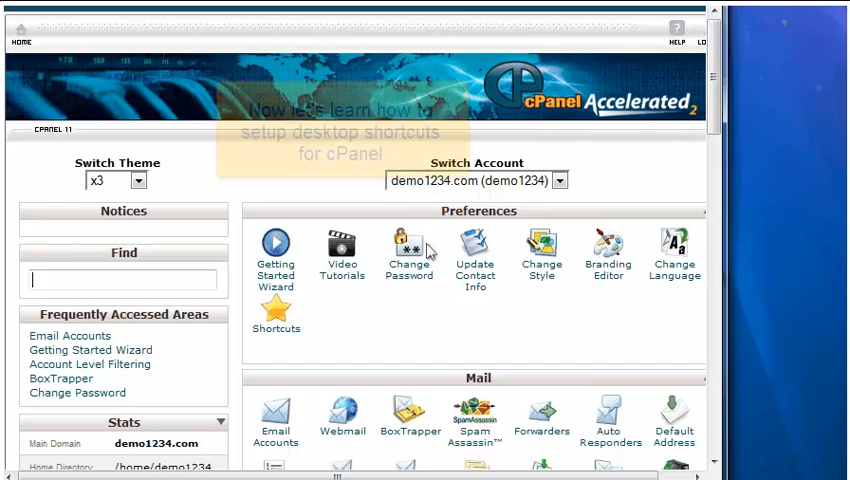 HOME
HELP LO
cPanel Accelerated2
CPANEL 11
Now let's learn how to
setup desktop shortcuts
for cPanel
Switch Theme
x3
Switch Account
demo1234.com (demo1234)
Notices
Find
Frequently Accessed Areas
Email Accounts
Getting Started Wizard
Account Level Filtering
BoxTrapper
Change Password
Stats
Main Domain demo1234.com
Home Directory /home/demo1234
Preferences
Getting
Started
Wizard
Video
Tutorials
Change
Password
Update
Contact
Info
Change
Style
Branding
Editor
Change
Language
Shortcuts
Mail
Email
Accounts
Webmail
BoxTrapper
Spam
Assassin™
Forwarders
Auto
Responders
Default
Address